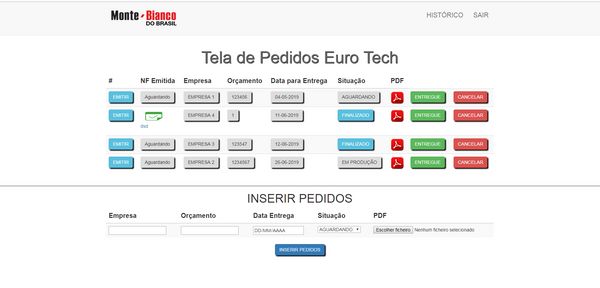 Monte Bianco
DO BRASIL
HISTÓRICO SAIR
Tela de Pedidos Euro Tech
# NF Emitida Empresa Orçamento Data para Entrega Situação PDF
EMITIR Aguardando EMPRESA 1 123456 04-05-2019 AGUARDANDO ENTREGUE CANCELAR
EMITIR EMPRESA 4 1 11-06-2019 FINALIZADO ENTREGUE CANCELAR
EMITIR Aguardando EMPRESA 3 123547 12-06-2019 FINALIZADO ENTREGUE CANCELAR
EMITIR Aguardando EMPRESA 2 1234567 25-06-2019 EM PRODUÇÃO ENTREGUE CANCELAR
INSERIR PEDIDOS
Empresa Orçamento Data Entrega Situação PDF
DD/MM/AAAA AGUARDANDO Escolher ficheiro Nenhum ficheiro selecionado
INSERIR PEDIDOS